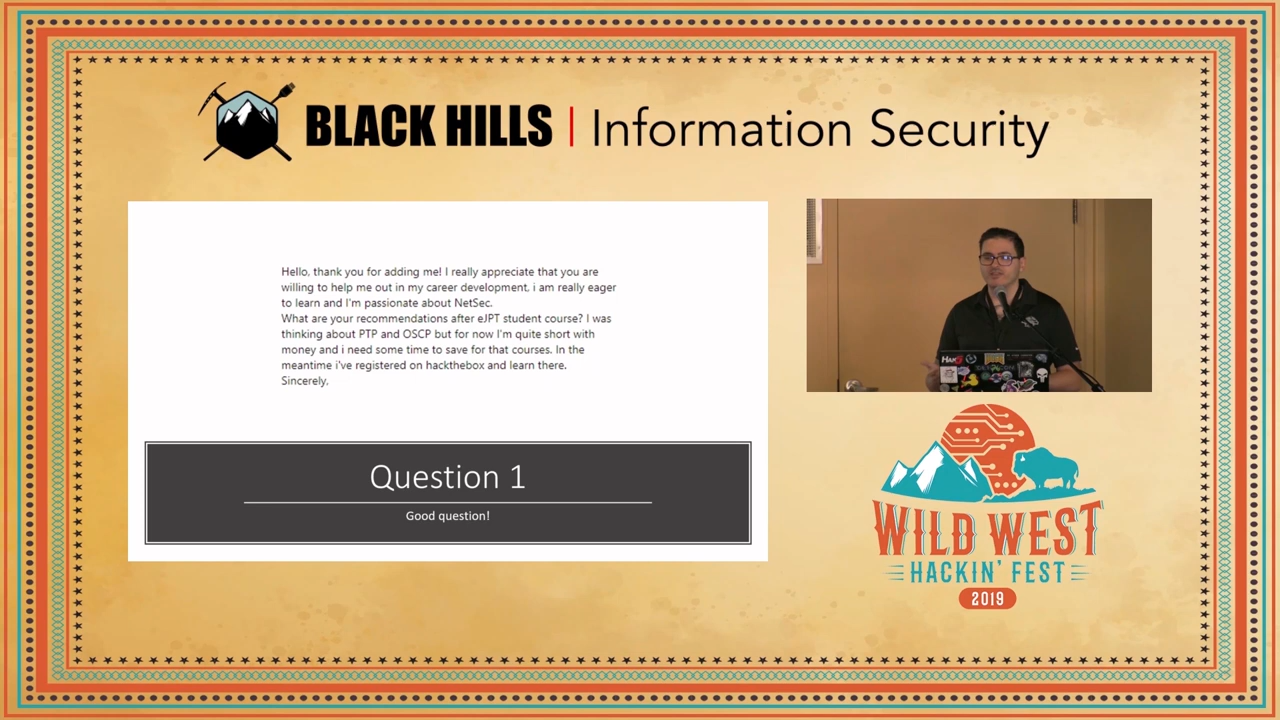 BLACK HILLS | Information Security
Hello, thank you for adding me! I really appreciate that you are
willing to help me out in my career development, i am really eager
to learn and I'm passionate about NetSec.
What are your recommendations after eJPT student course? I was
thinking about PTP and OSCP but for now I'm quite short with
money and i need some time to save for that courses. In the
meantime i've registered on hackthebox and learn there.
Sincerely,
Question 1
Good question!
WILD WEST
HACKIN' FEST
2019